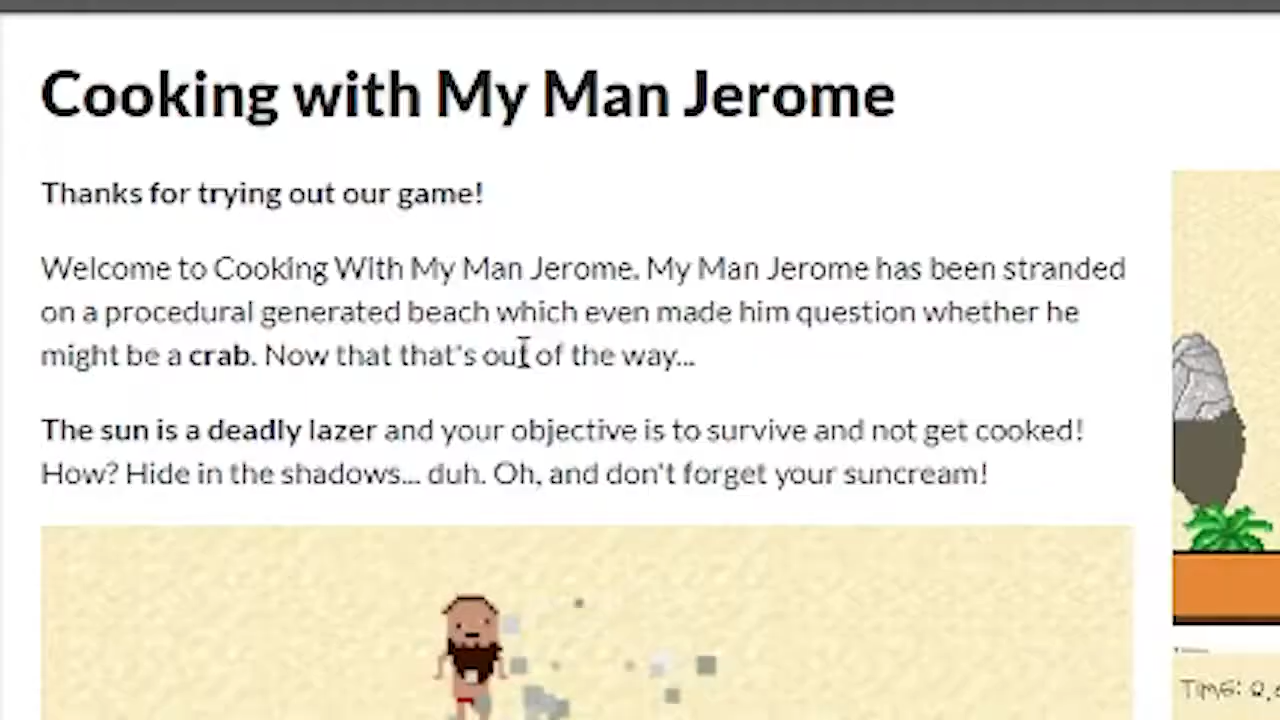 Cooking with My Man Jerome
Thanks for trying out our game!
Welcome to Cooking With My Man Jerome. My Man Jerome has been stranded
on a procedural generated beach which even made him question whether he
might be a crab. Now that that's out of the way...
The sun is a deadly lazer and your objective is to survive and not get cooked!
How? Hide in the shadows... duh. Oh, and don't forget your suncream!
TIME: